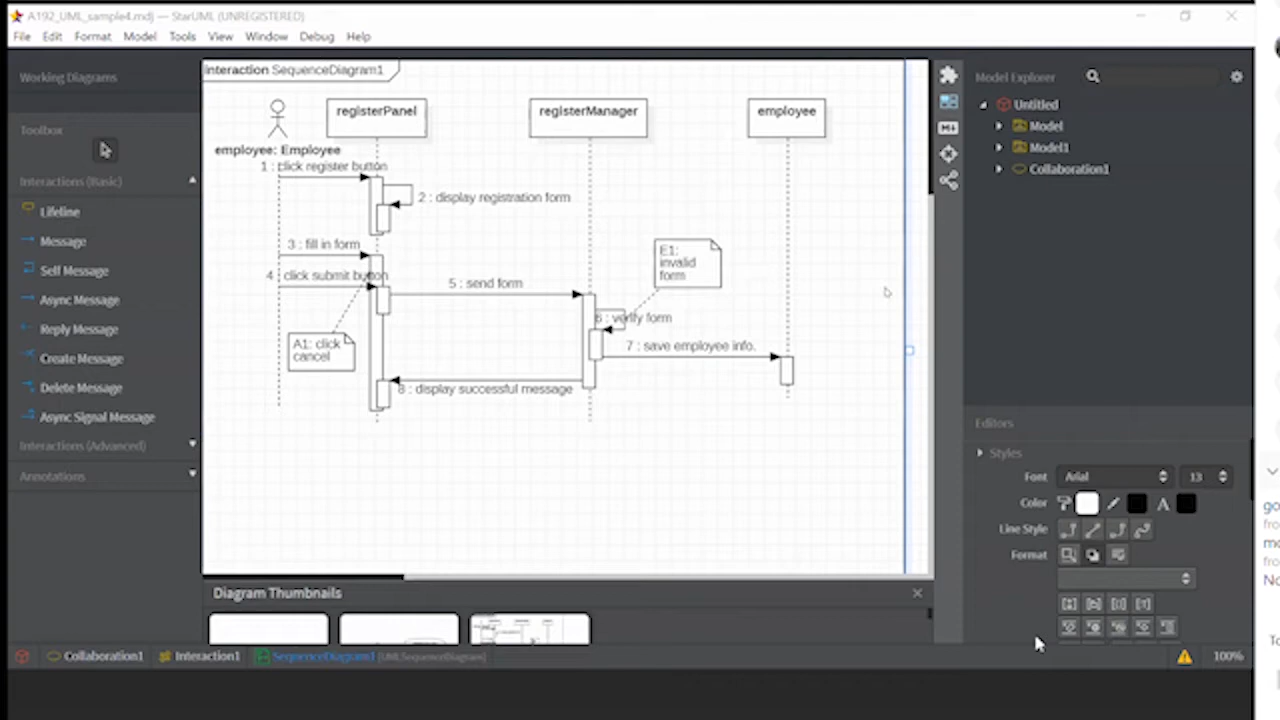 A192_UML_sample4.mdj — StarUML (UNREGISTERED)
File Edit Format Model Tools View Window Debug Help
Working Diagrams
Toolbox
Interactions (Basic)
Lifeline
Message
Self Message
Async Message
Reply Message
Create Message
Delete Message
Async Signal Message
Interactions (Advanced)
Annotations
interaction SequenceDiagram1
registerPanel
registerManager
employee
employee: Employee
1 : click register button
2 : display registration form
3 : fill in form
4 : click submit button
5 : send form
E1:
invalid
form
6 : verify form
7 : save employee info.
A1: click
cancel
8 : display successful message
Diagram Thumbnails
M↓
Model Explorer
Untitled
Model
Model1
Collaboration1
Editors
Styles
Font Arial 13
Color A
Line Style
Format
Collaboration1 Interaction1 SequenceDiagram1 [UMLSequenceDiagram]
100%